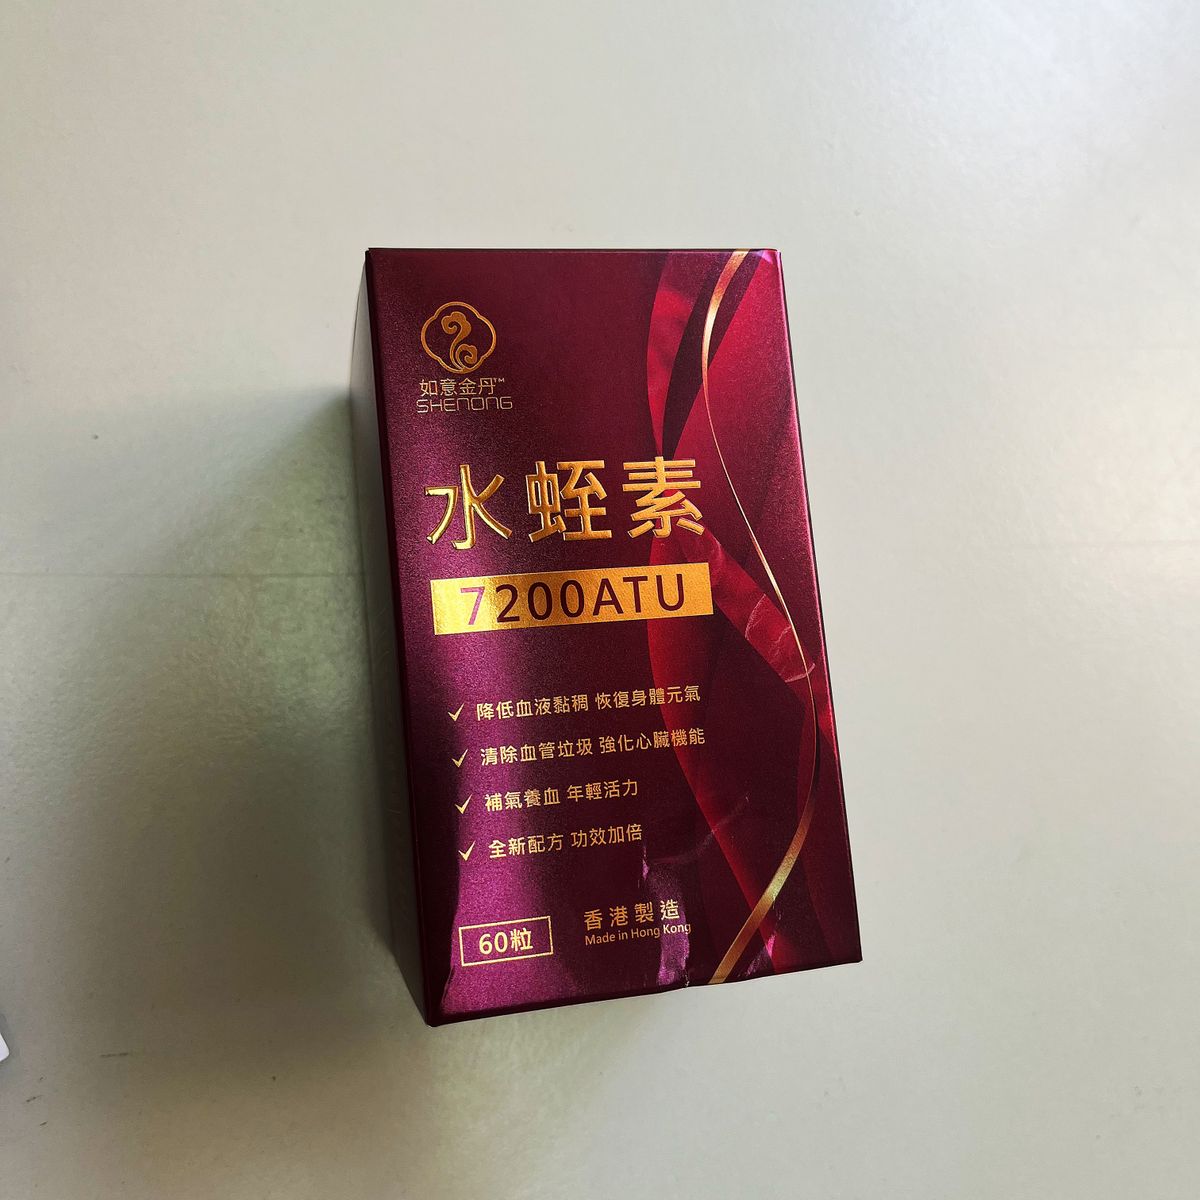 如意金丹™
SHENONG
水蛭素
7200ATU
✓ 降低血液黏稠 恢復身體元氣
✓ 清除血管垃圾 強化心臟機能
✓ 補氣養血 年輕活力
✓ 全新配方 功效加倍
60粒
香港製造
Made in Hong Kong